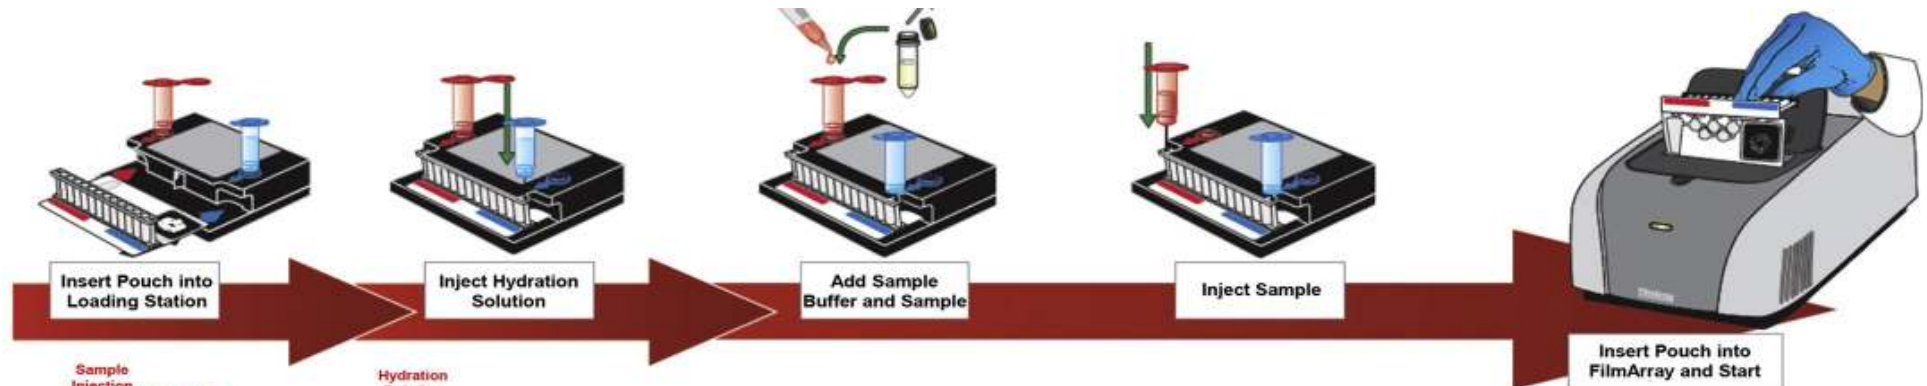 Insert Pouch into
Loading Station
Inject Hydration
Solution
Add Sample
Buffer and Sample
Inject Sample
Insert Pouch into
FilmArray and Start
Sample
Injection
Hydration